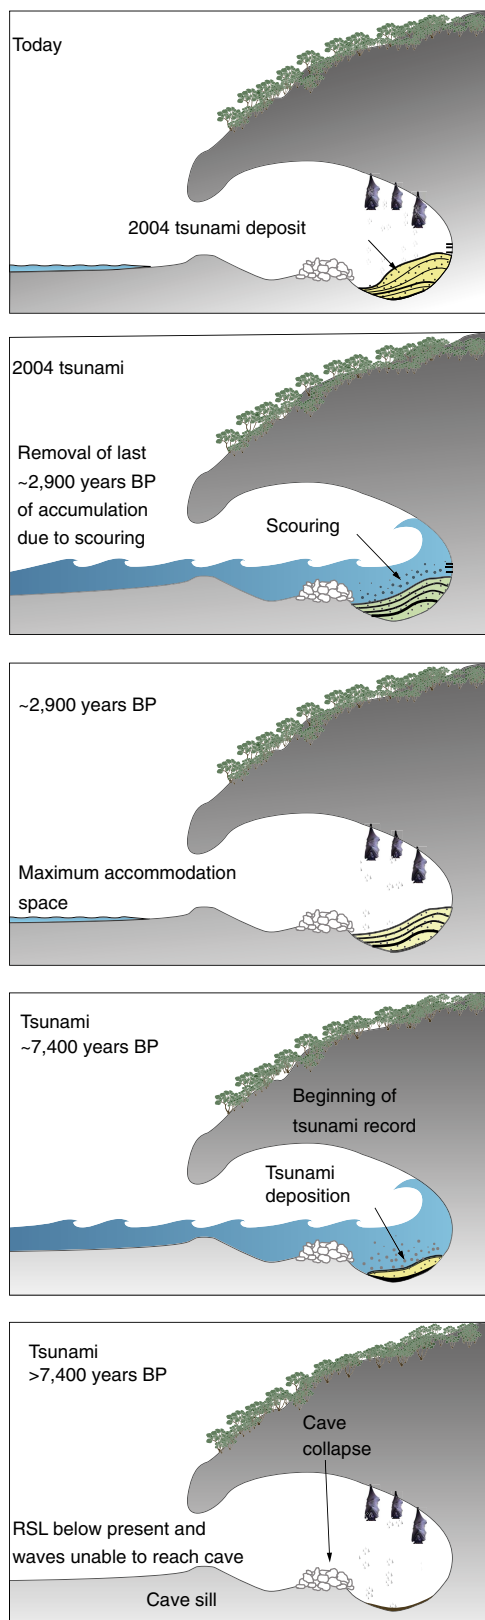 Today
2004 tsunami deposit
2004 tsunami
Removal of last
~2,900 years BP
of accumulation
due to scouring
Scouring
~2,900 years BP
Maximum accommodation
space
Tsunami
~7,400 years BP
Beginning of
tsunami record
Tsunami
deposition
Tsunami
>7,400 years BP
Cave
collapse
RSL below present and
waves unable to reach cave
Cave sill